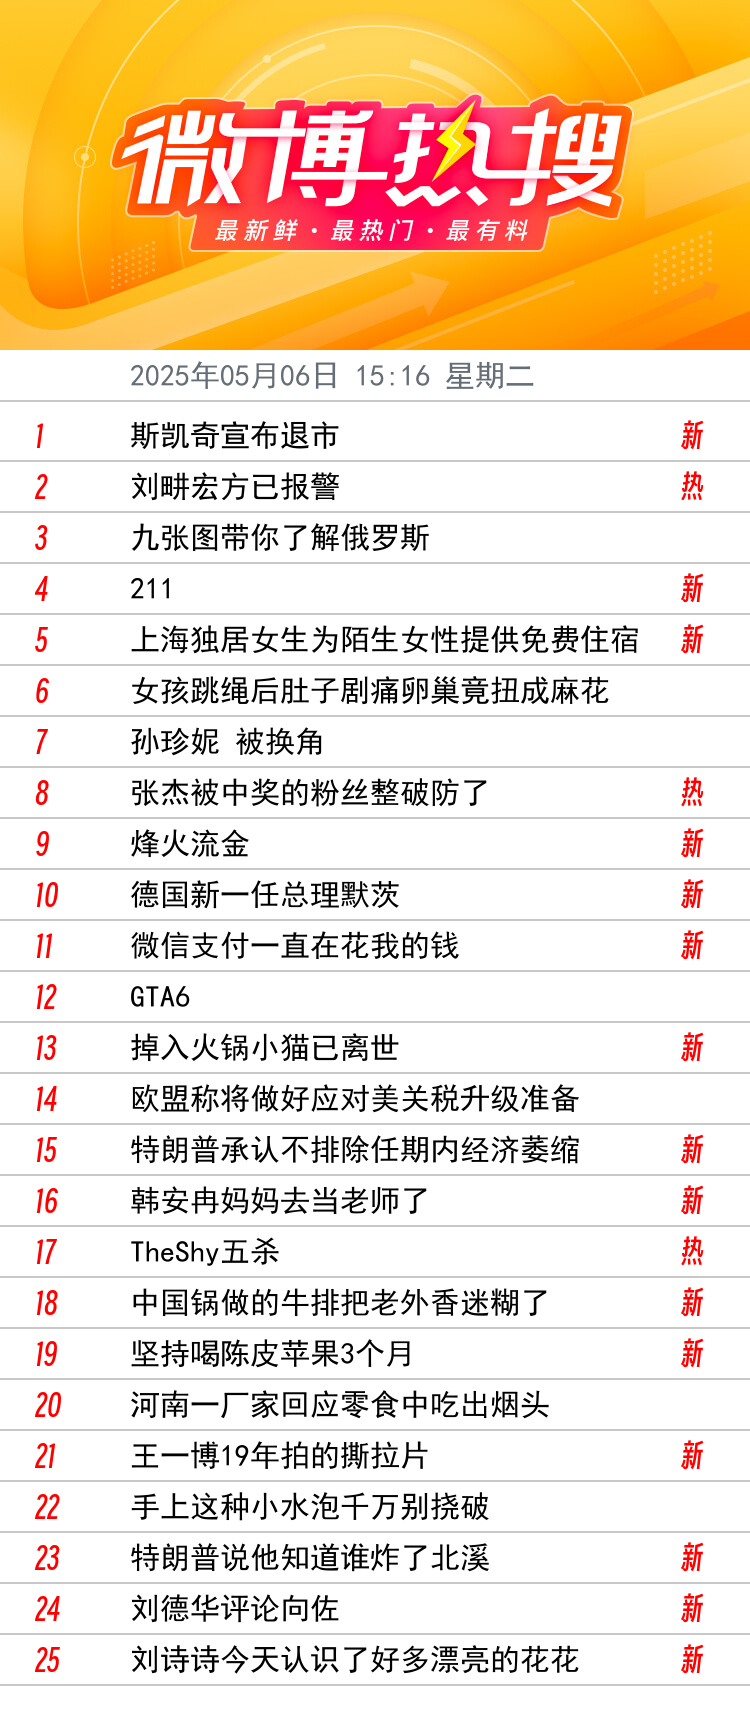 微博热搜
最新鲜·最热门·最有料
2025年05月06日 15:16 星期二
1 斯凯奇宣布退市 新
2 刘畊宏方已报警 热
3 九张图带你了解俄罗斯
4 211 新
5 上海独居女生为陌生女性提供免费住宿 新
6 女孩跳绳后肚子剧痛卵巢竟扭成麻花
7 孙珍妮 被换角
8 张杰被中奖的粉丝整破防了 热
9 烽火流金 新
10 德国新一任总理默茨 新
11 微信支付一直在花我的钱 新
12 GTA6
13 掉入火锅小猫已离世 新
14 欧盟称将做好应对美关税升级准备
15 特朗普承认不排除任期内经济萎缩 新
16 韩安冉妈妈去当老师了 新
17 TheShy五杀 热
18 中国锅做的牛排把老外香迷糊了 新
19 坚持喝陈皮苹果3个月 新
20 河南一厂家回应零食中吃出烟头
21 王一博19年拍的撕拉片 新
22 手上这种小水泡千万别挠破
23 特朗普说他知道谁炸了北溪 新
24 刘德华评论向佐 新
25 刘诗诗今天认识了好多漂亮的花花 新